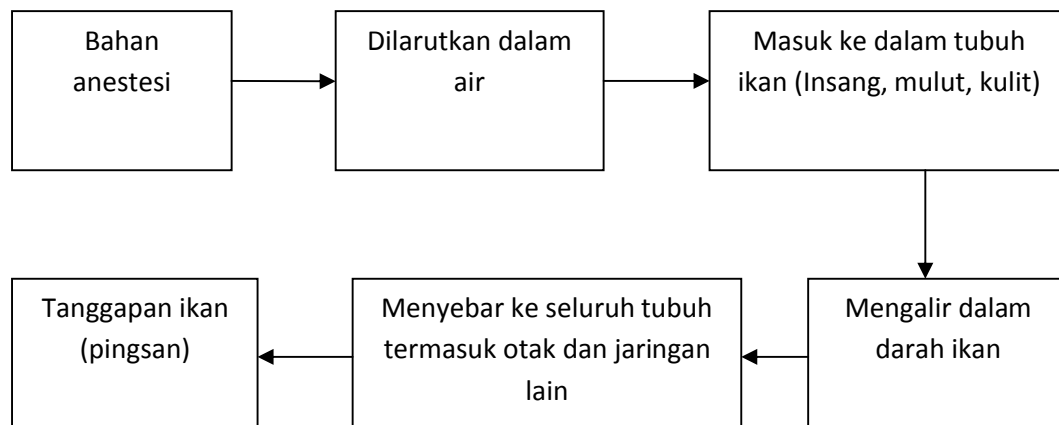 Bahan
anestesi
Dilarutkan dalam
air
Masuk ke dalam tubuh
ikan (Insang, mulut, kulit)
Mengalir dalam
darah ikan
Menyebar ke seluruh tubuh
termasuk otak dan jaringan
lain
Tanggapan ikan
(pingsan)